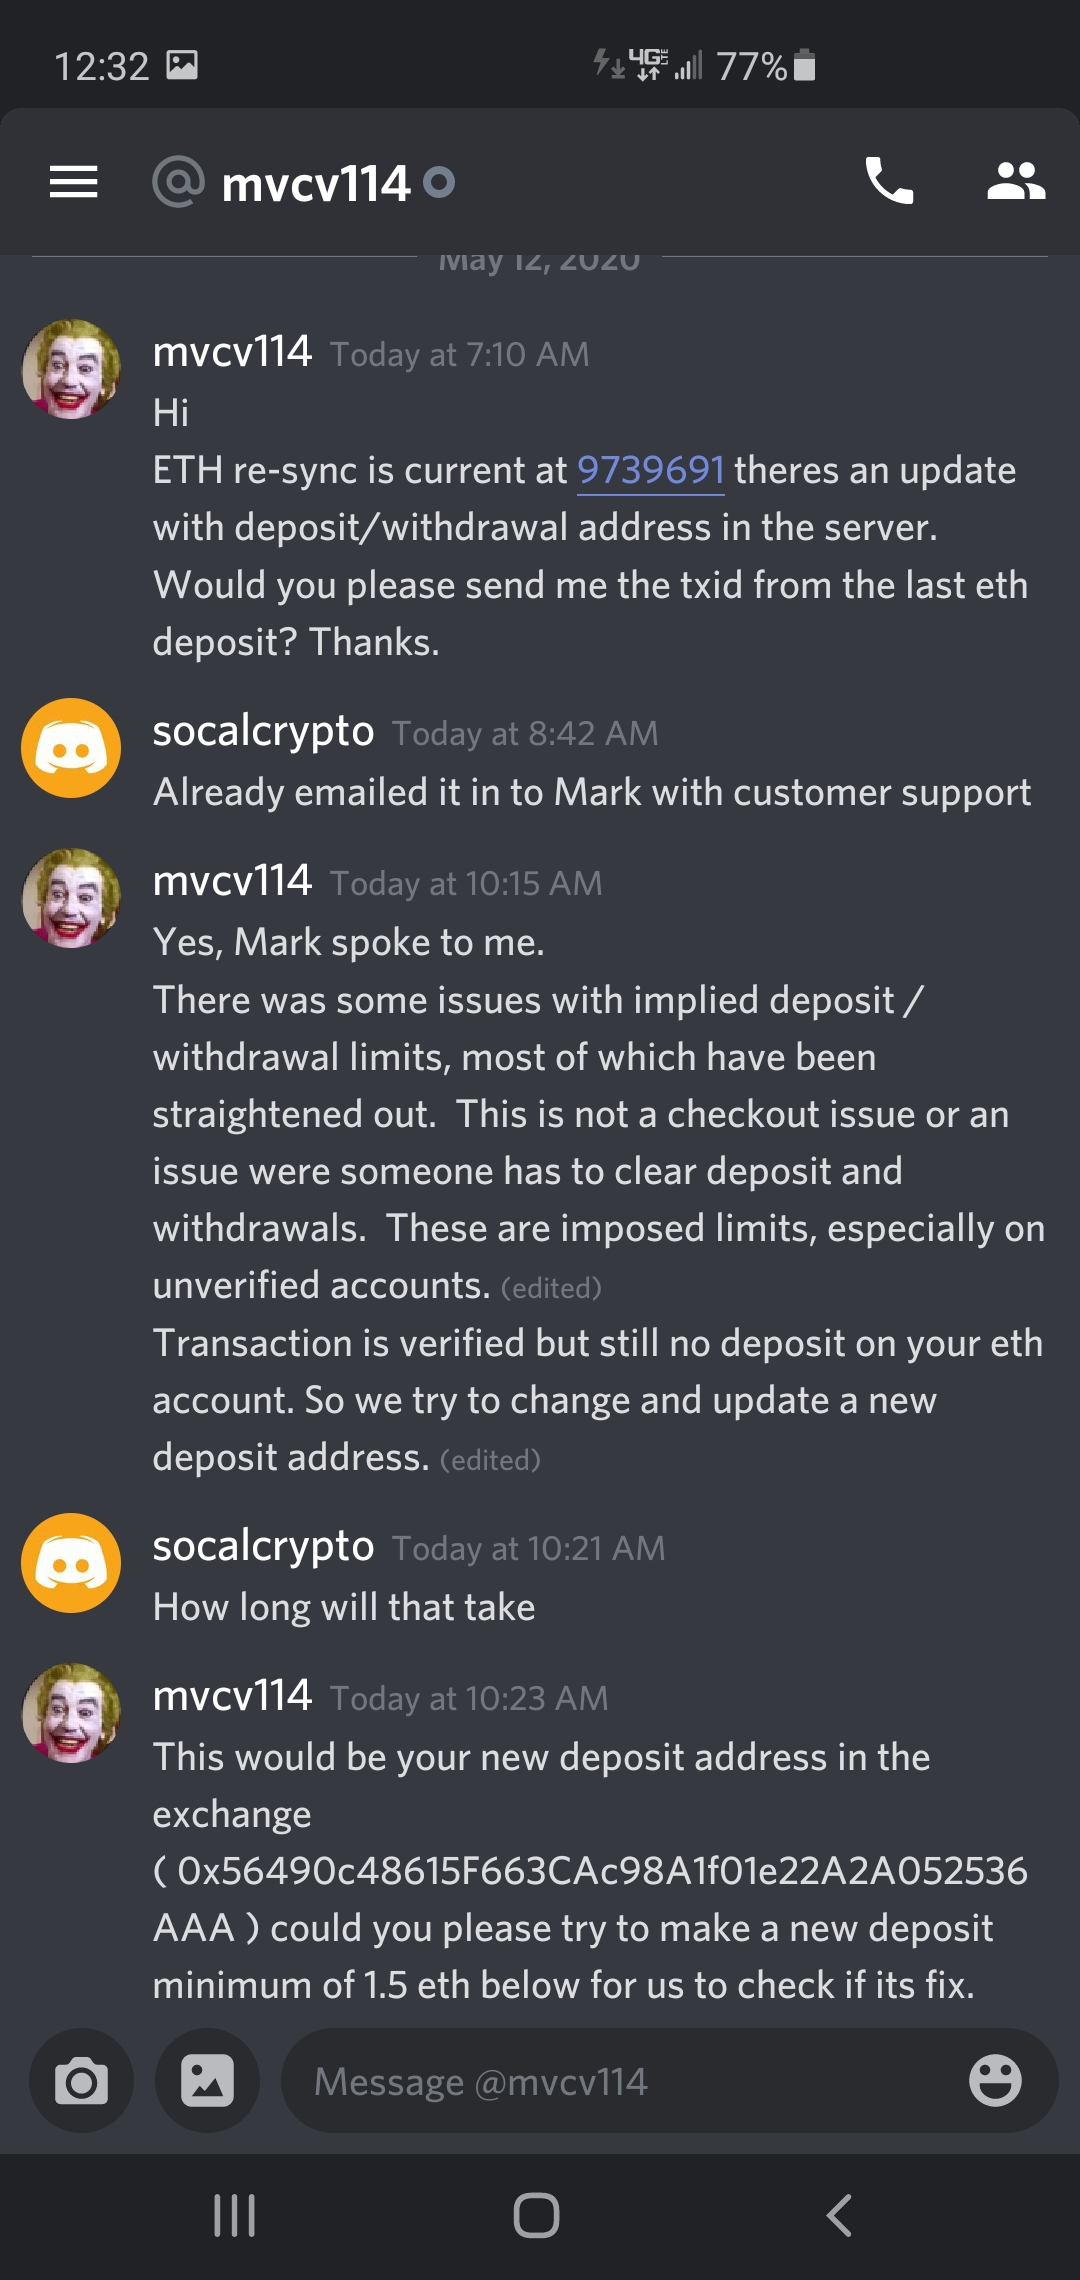 12:32 4G LTE 77%
@ mvcv114
May 12, 2020
mvcv114 Today at 7:10 AM
Hi
ETH re-sync is current at 9739691 theres an update
with deposit/withdrawal address in the server.
Would you please send me the txid from the last eth
deposit? Thanks.
socalcrypto Today at 8:42 AM
Already emailed it in to Mark with customer support
mvcv114 Today at 10:15 AM
Yes, Mark spoke to me.
There was some issues with implied deposit /
withdrawal limits, most of which have been
straightened out.  This is not a checkout issue or an
issue were someone has to clear deposit and
withdrawals.  These are imposed limits, especially on
unverified accounts. (edited)
Transaction is verified but still no deposit on your eth
account. So we try to change and update a new
deposit address. (edited)
socalcrypto Today at 10:21 AM
How long will that take
mvcv114 Today at 10:23 AM
This would be your new deposit address in the
exchange
( 0x56490c48615F663CAc98A1f01e22A2A052536
AAA ) could you please try to make a new deposit
minimum of 1.5 eth below for us to check if its fix.
Message @mvcv114